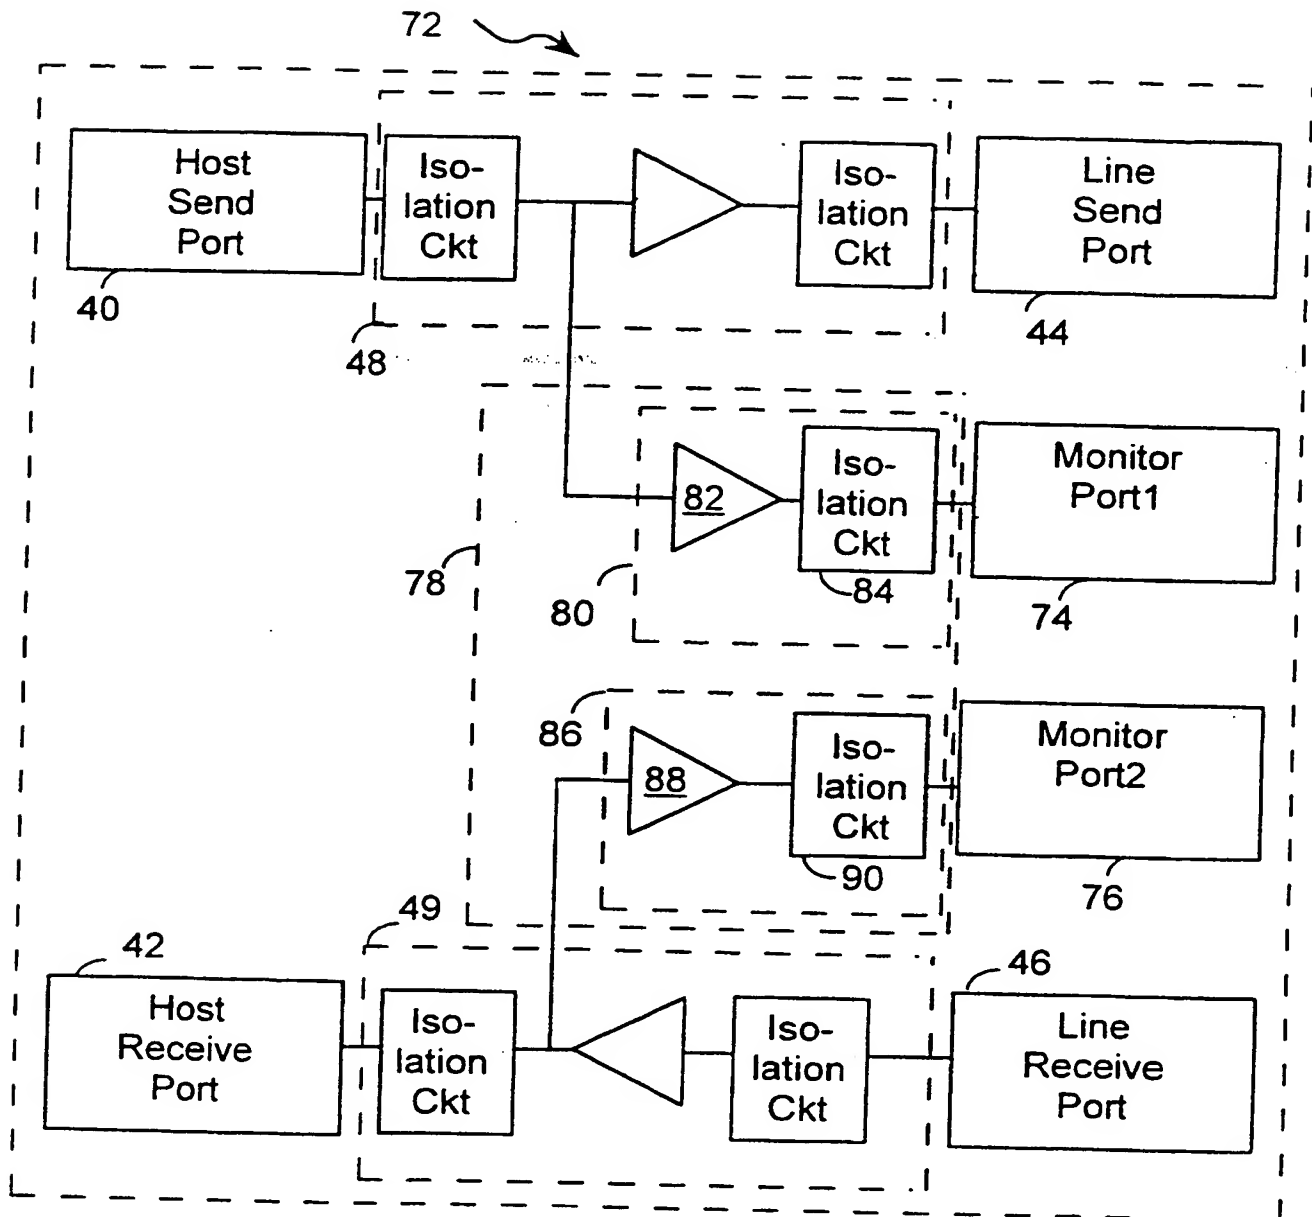 72
Host
Send
Port
40
Iso-
lation
Ckt
48
Iso-
lation
Ckt
Line
Send
Port
44
78
80
82
Iso-
lation
Ckt
84
Monitor
Port1
74
86
88
Iso-
lation
Ckt
90
Monitor
Port2
76
49
42
Host
Receive
Port
Iso-
lation
Ckt
Iso-
lation
Ckt
46
Line
Receive
Port